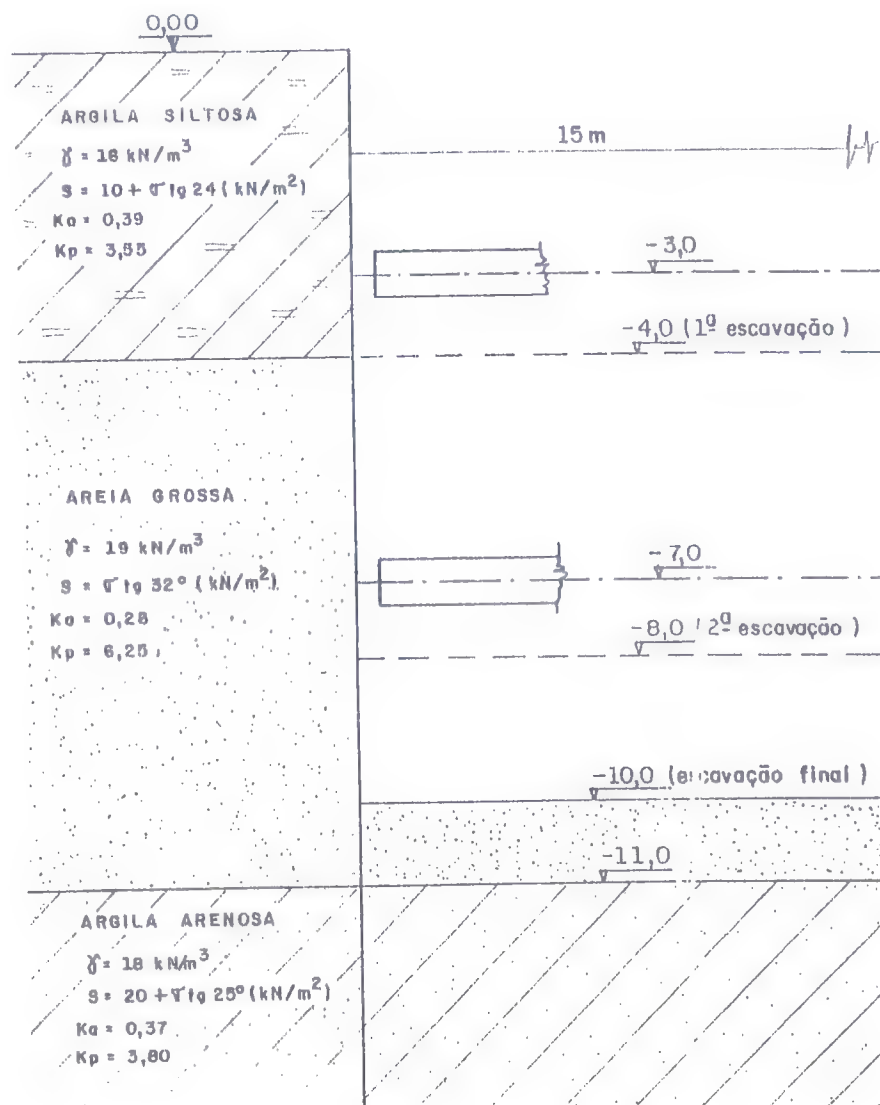 0,00
ARGILA SILTOSA
γ = 18 kN/m³
S = 10 + σ tg 24 (kN/m²)
Ka = 0,39
Kp = 3,55
15 m
-3,0
-4,0 (1ª escavação)
AREIA GROSSA
γ = 19 kN/m³
S = σ tg 32° (kN/m²)
Ka = 0,28
Kp = 6,25
-7,0
-8,0 (2ª escavação)
-10,0 (escavação final)
-11,0
ARGILA ARENOSA
γ = 18 kN/m³
S = 20 + σ tg 25° (kN/m²)
Ka = 0,37
Kp = 3,80